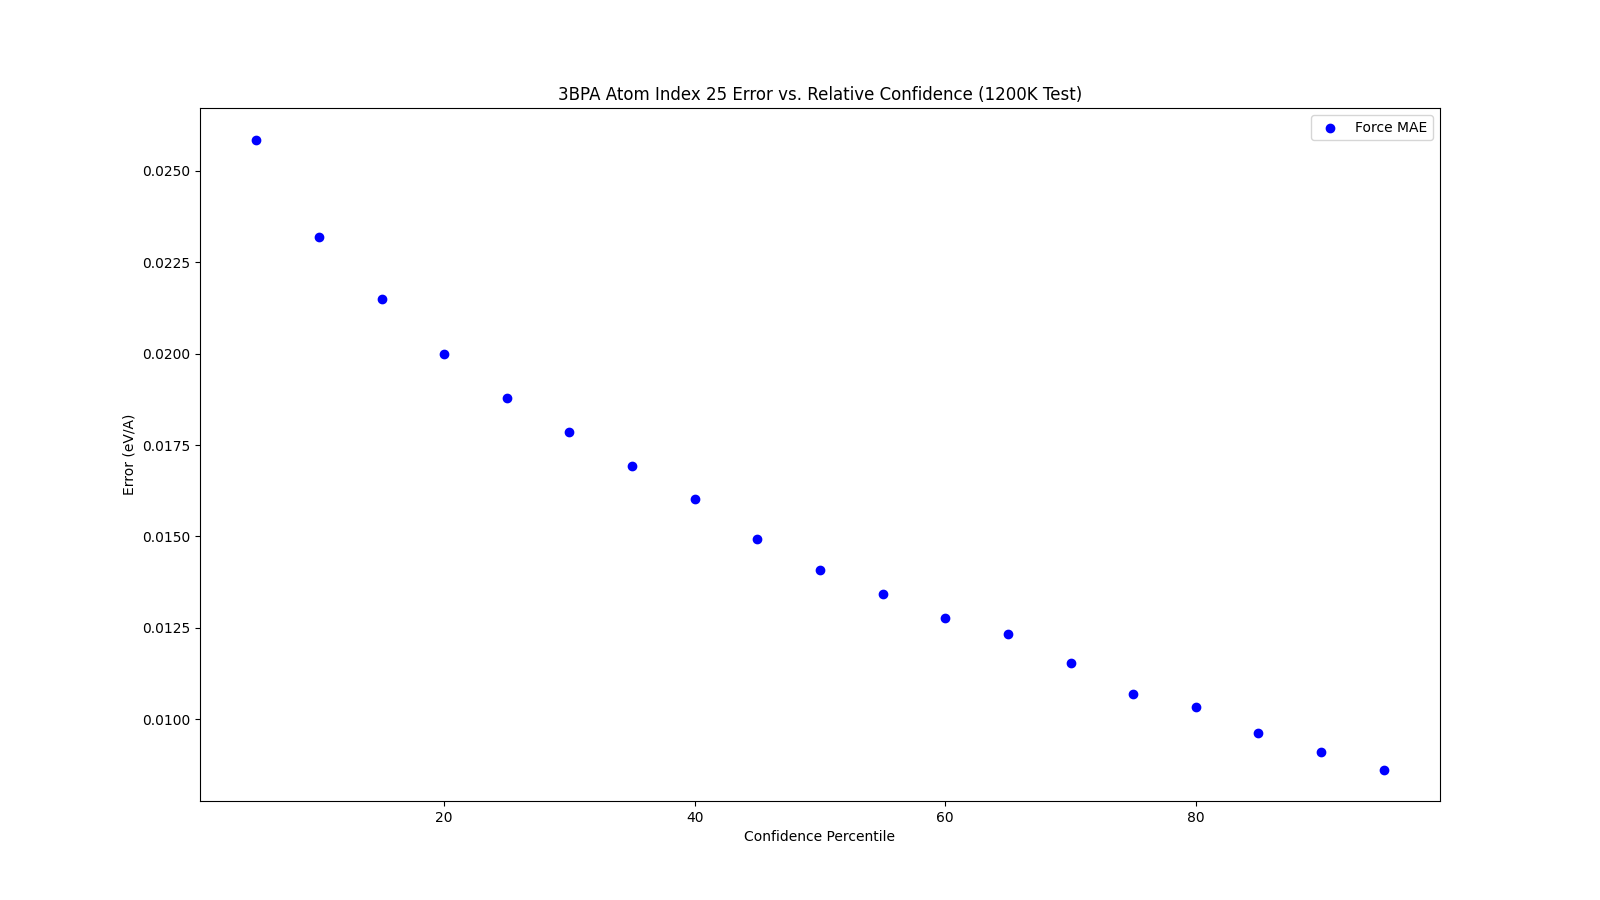 3BPA Atom Index 25 Error vs. Relative Confidence (1200K Test)
Force MAE
0.0250
0.0225
0.0200
0.0175
0.0150
0.0125
0.0100
Error (eV/A)
20 40 60 80
Confidence Percentile